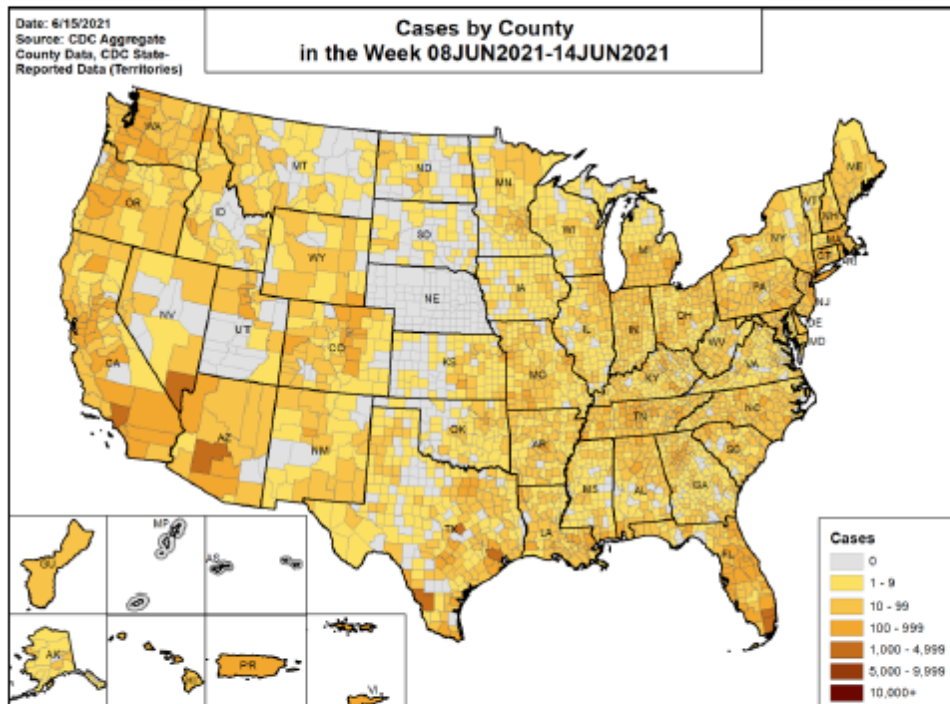 Date: 6/15/2021
Source: CDC Aggregate
County Data, CDC State-
Reported Data (Territories)
Cases by County
in the Week 08JUN2021-14JUN2021
WA
MT
ND
MN
ME
OR
ID
SD
WI
MI
VT
NH
NY
MA
CT
RI
WY
IA
NE
PA
NJ
NV
UT
CO
IL
IN
OH
DE
MD
CA
KS
MO
WV
VA
KY
AZ
NM
OK
AR
TN
NC
SC
MS
AL
GA
TX
LA
FL
GU
MP
AS
AK
HI
PR
VI
Cases
0
1 - 9
10 - 99
100 - 999
1,000 - 4,999
5,000 - 9,999
10,000+